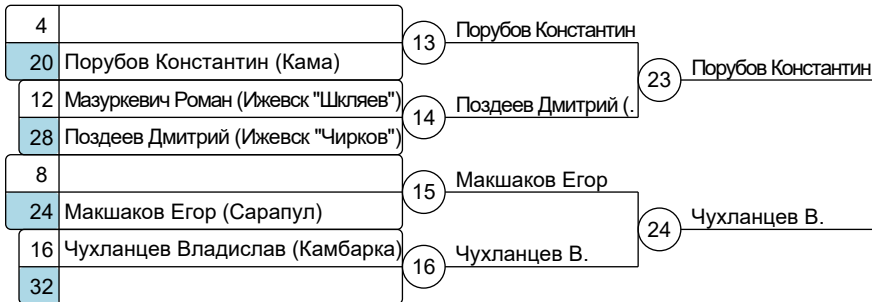 4
13
Порубов Константин
20 Порубов Константин (Кама)
23
Порубов Константин
12 Мазуркевич Роман (Ижевск "Шкляев")
14
Поздеев Дмитрий (.
28 Поздеев Дмитрий (Ижевск "Чирков")
8
15
Макшаков Егор
24 Макшаков Егор (Сарапул)
24
Чухланцев В.
16 Чухланцев Владислав (Камбарка)
16
Чухланцев В.
32